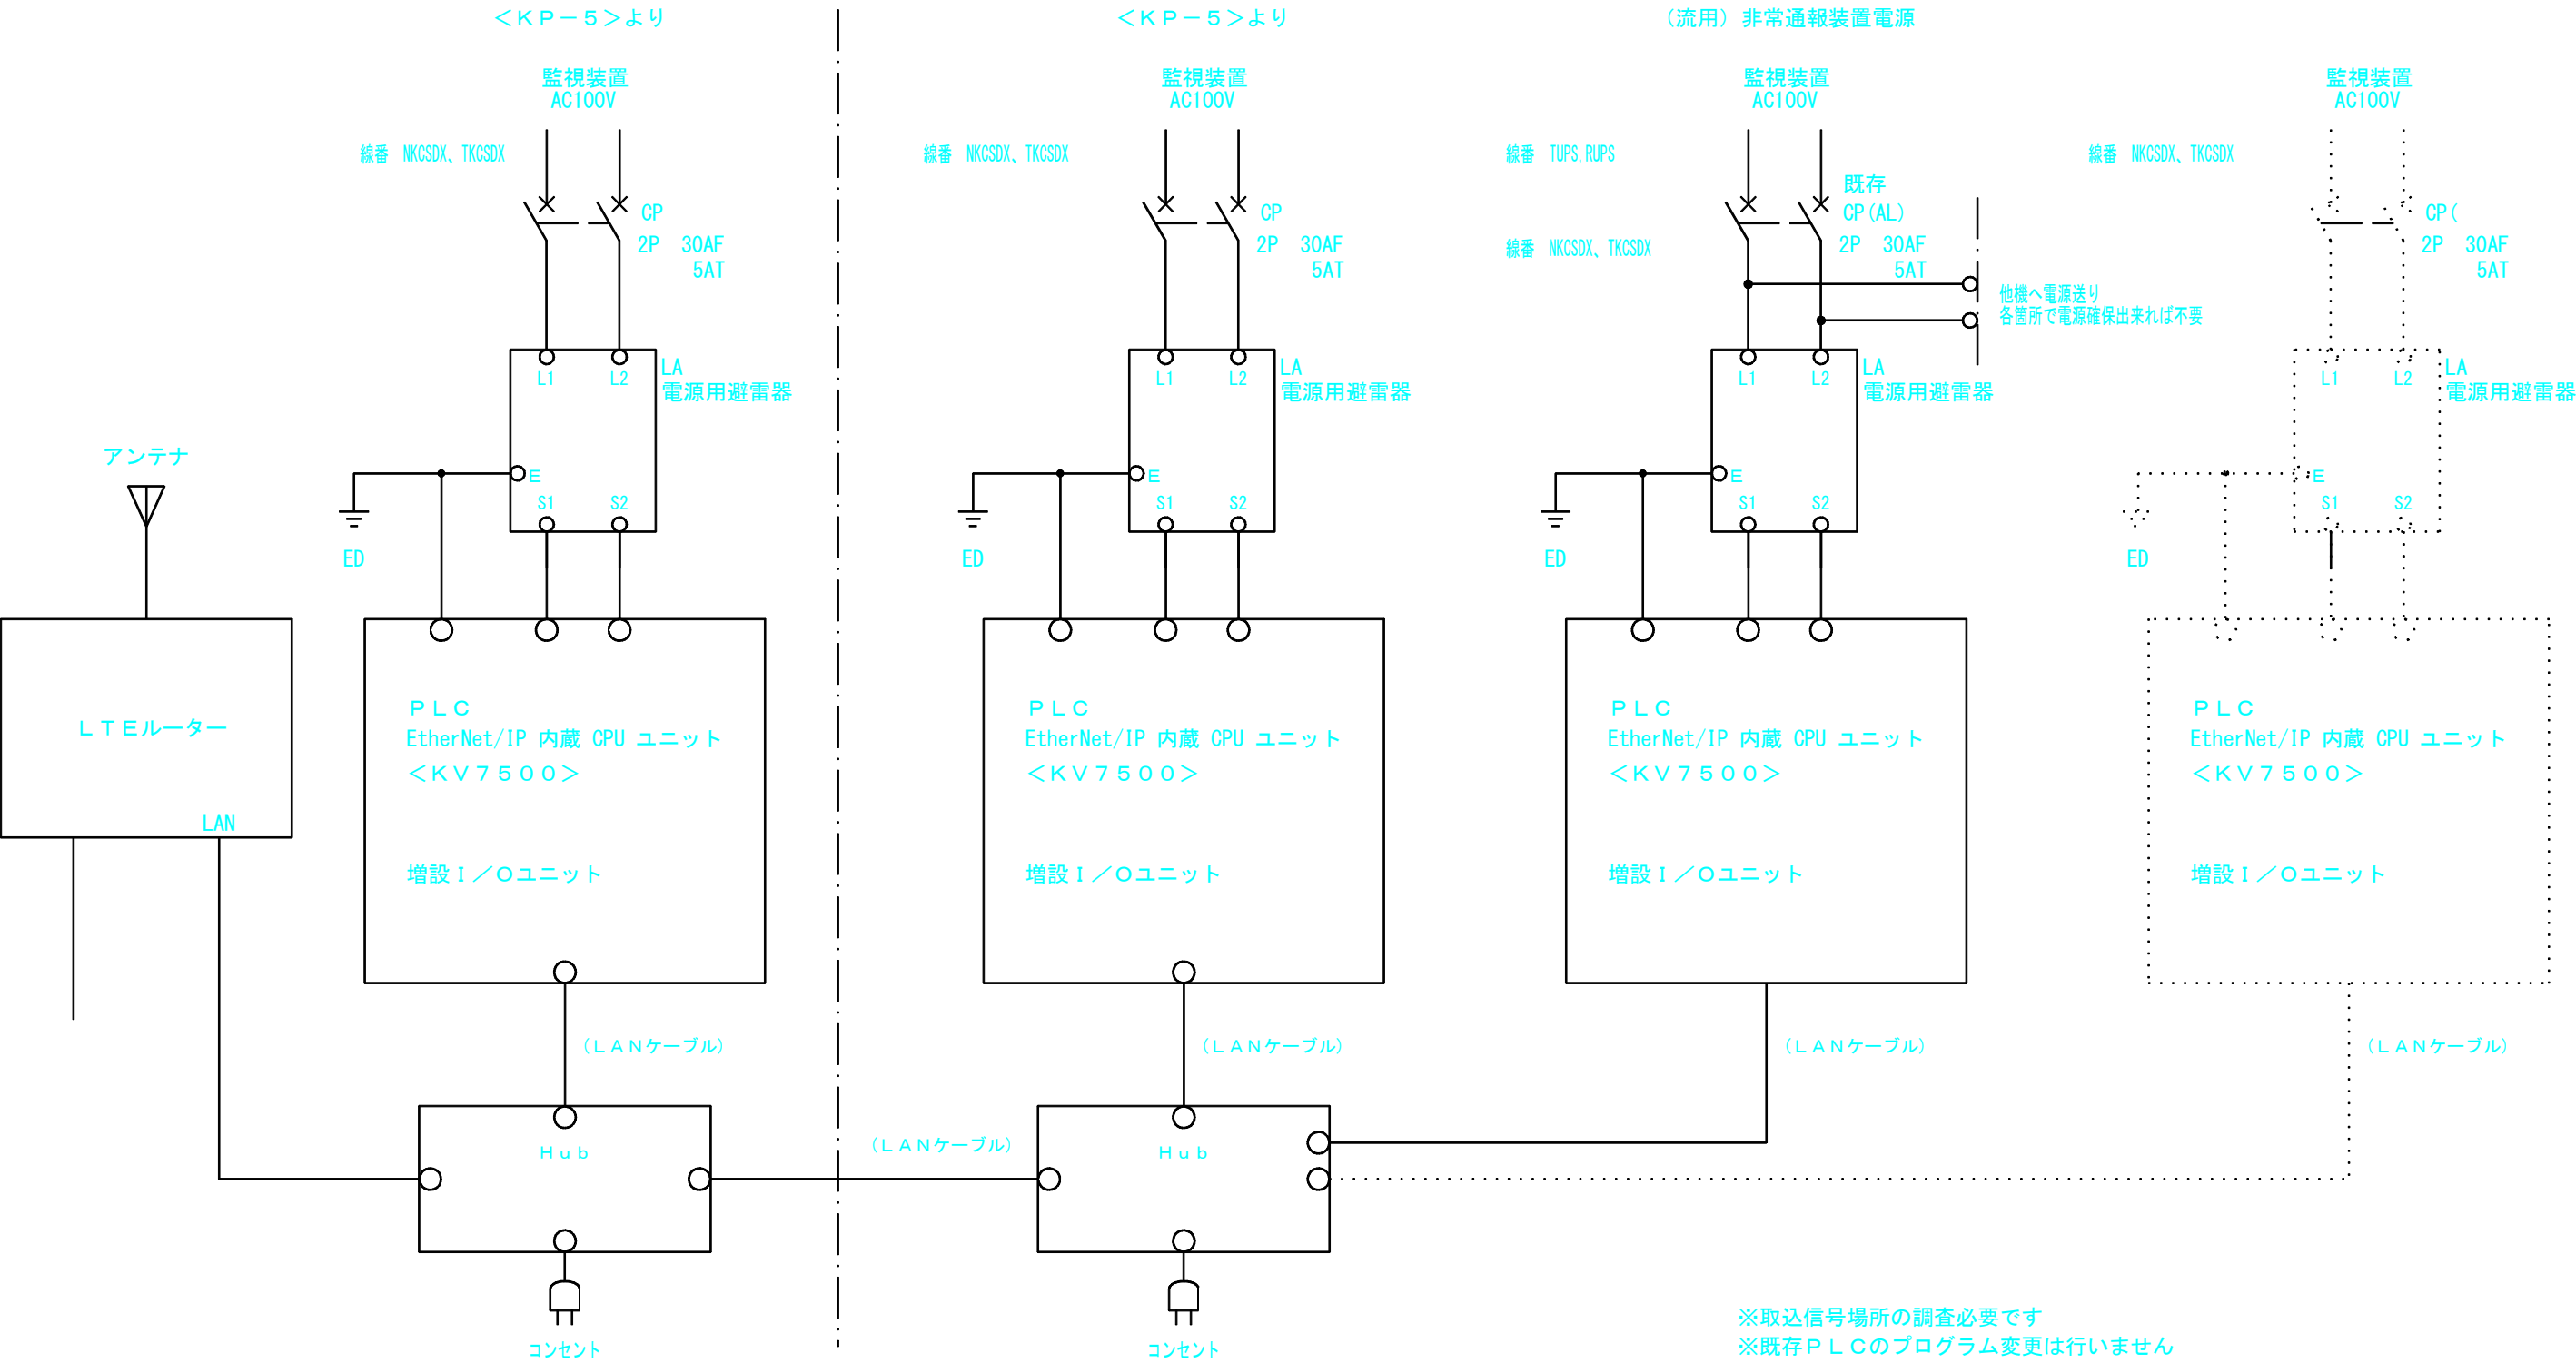 ＜ＫＰ－５＞より
＜ＫＰ－５＞より
（流用）非常通報装置電源
監視装置
AC100V
監視装置
AC100V
監視装置
AC100V
監視装置
AC100V
線番　NKCSDX、TKCSDX
線番　NKCSDX、TKCSDX
線番　TUPS,RUPS
線番　NKCSDX、TKCSDX
CP
2P　30AF
5AT
CP
2P　30AF
5AT
既存
CP(AL)
2P　30AF
5AT
線番　NKCSDX、TKCSDX
CP(
2P　30AF
5AT
他機へ電源送り
各箇所で電源確保出来れば不要
L1　L2
LA
電源用避雷器
L1　L2
LA
電源用避雷器
L1　L2
LA
電源用避雷器
L1　L2
LA
電源用避雷器
アンテナ
E
S1　S2
ED
E
S1　S2
ED
E
S1　S2
ED
E
S1　S2
ED
ＬＴＥルーター
LAN
ＰＬＣ
EtherNet/IP 内蔵 CPU ユニット
＜ＫＶ７５００＞
増設Ｉ／Ｏユニット
ＰＬＣ
EtherNet/IP 内蔵 CPU ユニット
＜ＫＶ７５００＞
増設Ｉ／Ｏユニット
ＰＬＣ
EtherNet/IP 内蔵 CPU ユニット
＜ＫＶ７５００＞
増設Ｉ／Ｏユニット
ＰＬＣ
EtherNet/IP 内蔵 CPU ユニット
＜ＫＶ７５００＞
増設Ｉ／Ｏユニット
（ＬＡＮケーブル）
（ＬＡＮケーブル）
（ＬＡＮケーブル）
（ＬＡＮケーブル）
Ｈｕｂ
（ＬＡＮケーブル）
Ｈｕｂ
コンセント
コンセント
※取込信号場所の調査必要です
※既存ＰＬＣのプログラム変更は行いません